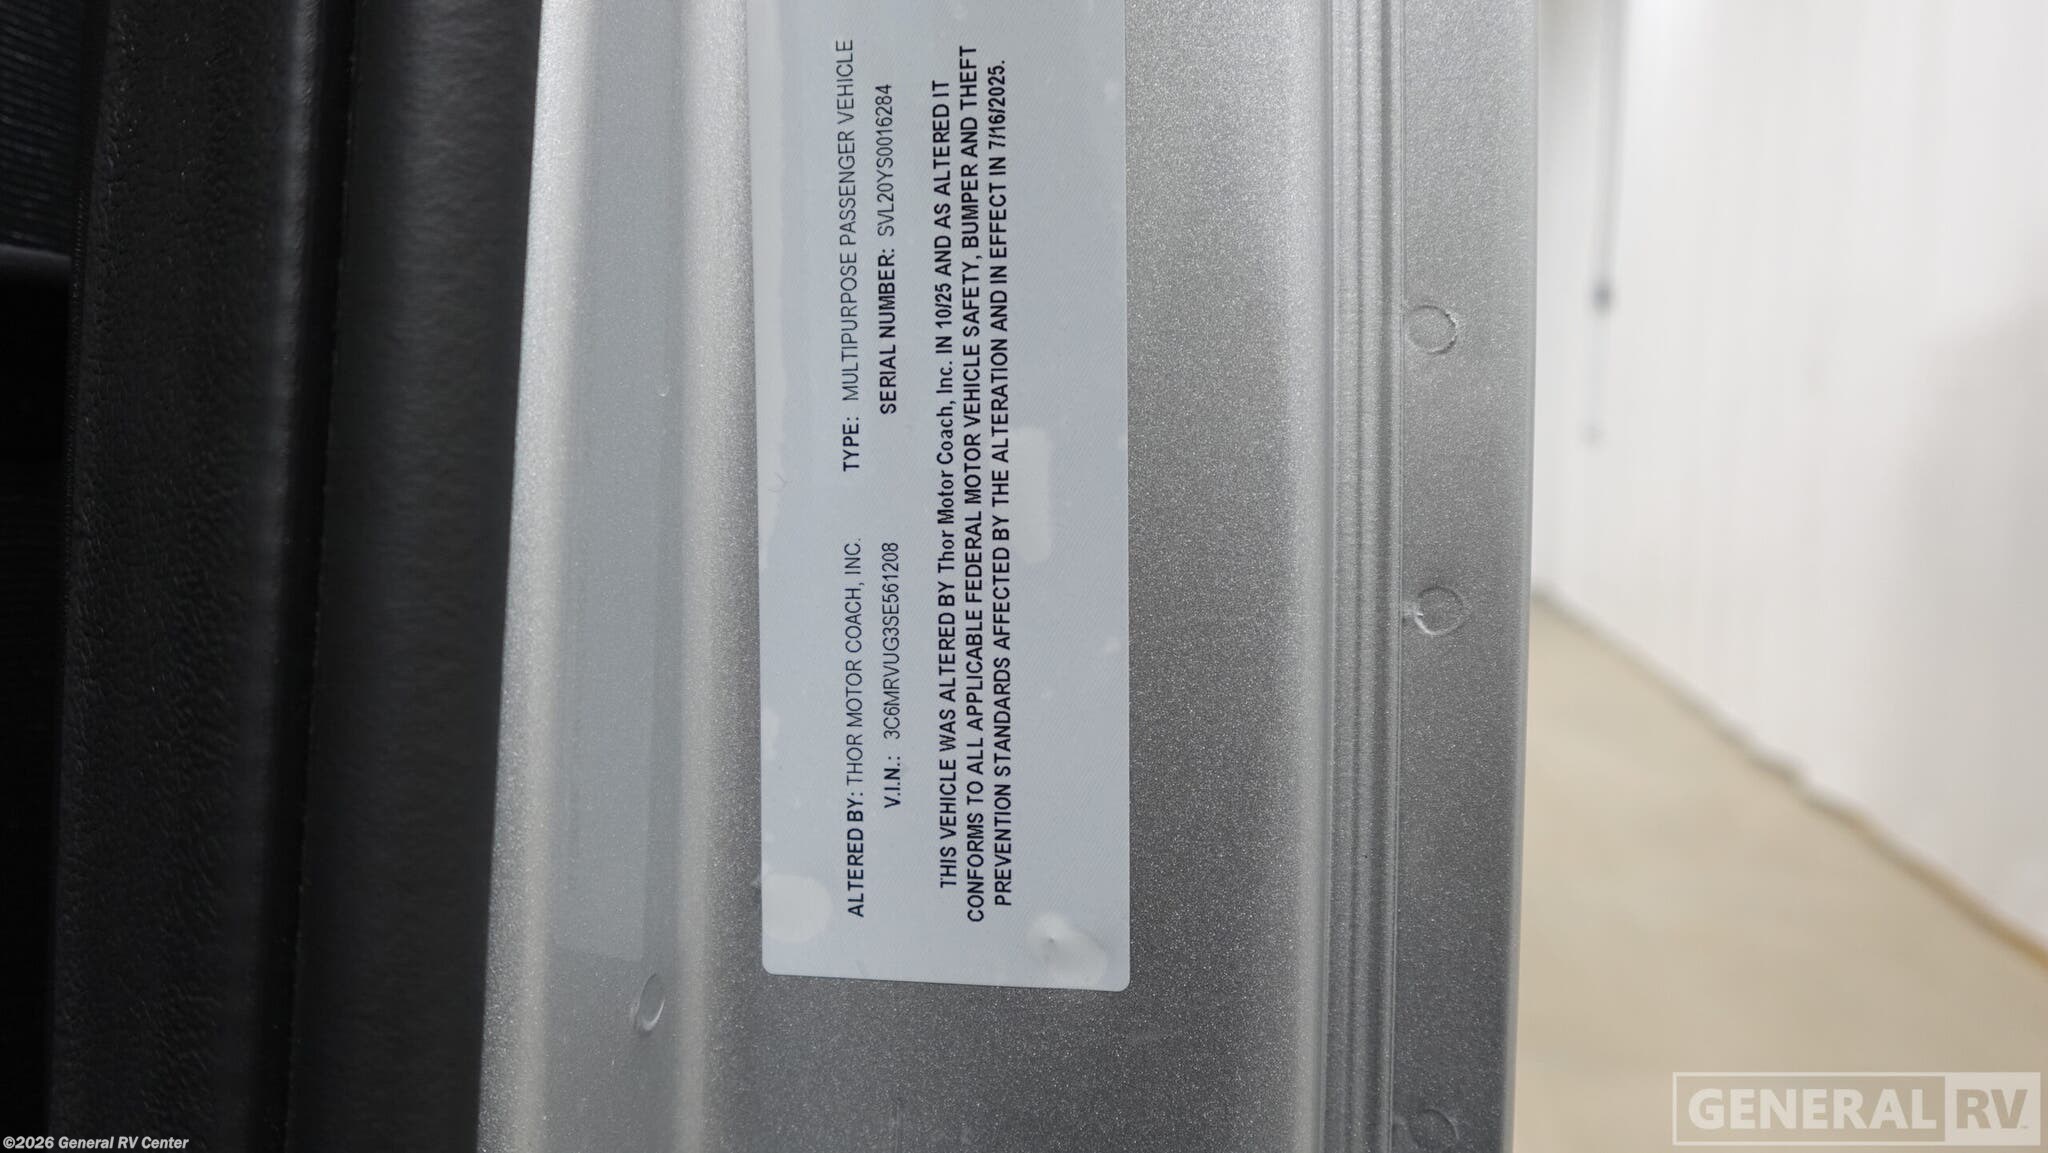 ALTERED BY: THOR MOTOR COACH, INC. TYPE: MULTIPURPOSE PASSENGER VEHICLE
V.I.N.: 3C6MRVUG3SE561208 SERIAL NUMBER: SVL20YS0016284
THIS VEHICLE WAS ALTERED BY Thor Motor Coach, Inc. IN 10/25 AND AS ALTERED IT
CONFORMS TO ALL APPLICABLE FEDERAL MOTOR VEHICLE SAFETY, BUMPER AND THEFT
PREVENTION STANDARDS AFFECTED BY THE ALTERATION AND IN EFFECT IN 7/16/2025.
GENERAL RV
©2026 General RV Center